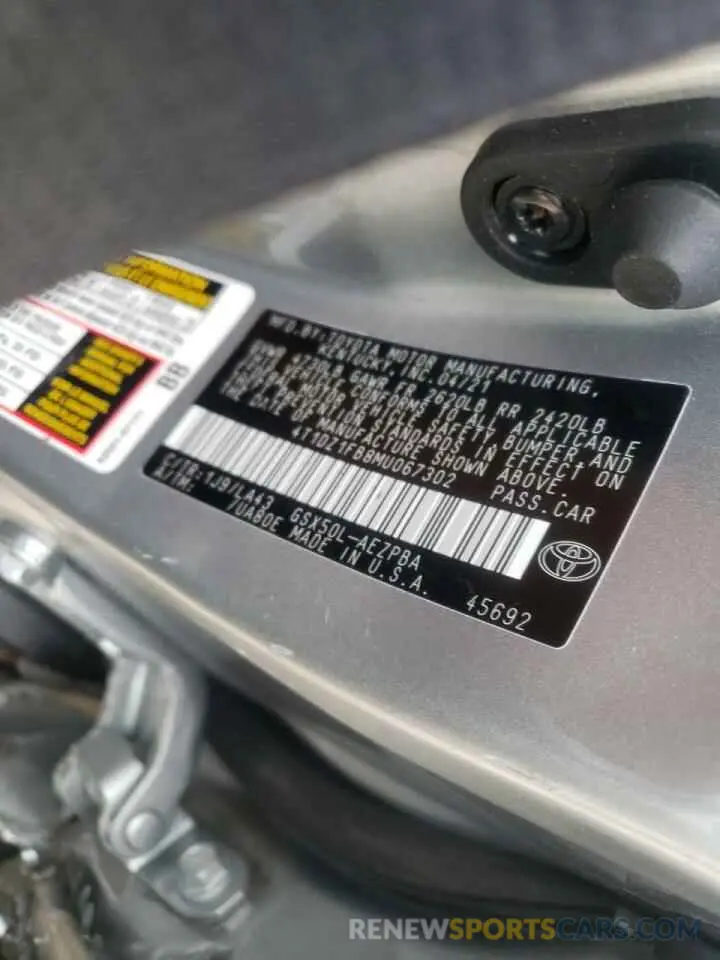 MFD.BY:TOYOTA MOTOR MANUFACTURING,
KENTUCKY, INC.04/21
GVWR 4720LB GAWR FR 2620LB RR 2420LB
THIS VEHICLE CONFORMS TO ALL APPLICABLE
FEDERAL MOTOR VEHICLE SAFETY, BUMPER AND
THEFT PREVENTION STANDARDS IN EFFECT ON
THE DATE OF MANUFACTURE SHOWN ABOVE.
4T1DZ1FB8MU067302 PASS.CAR
C/TR: 1J9/LA43 GSX50L-AEZPBA
A/TM: /UA80E MADE IN U.S.A.
45692
BB
RENEWSPORTSCARS.COM